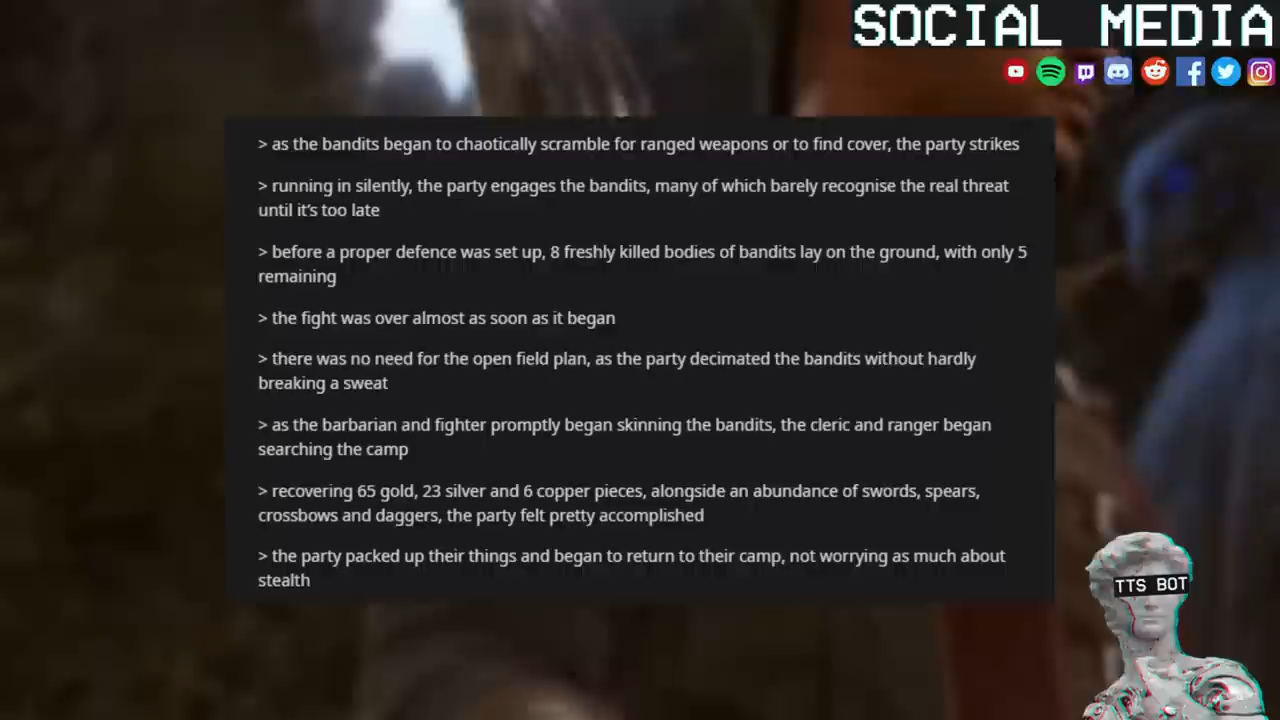 SOCIAL MEDIA
> as the bandits began to chaotically scramble for ranged weapons or to find cover, the party strikes
> running in silently, the party engages the bandits, many of which barely recognise the real threat
until it’s too late
> before a proper defence was set up, 8 freshly killed bodies of bandits lay on the ground, with only 5
remaining
> the fight was over almost as soon as it began
> there was no need for the open field plan, as the party decimated the bandits without hardly
breaking a sweat
> as the barbarian and fighter promptly began skinning the bandits, the cleric and ranger began
searching the camp
> recovering 65 gold, 23 silver and 6 copper pieces, alongside an abundance of swords, spears,
crossbows and daggers, the party felt pretty accomplished
> the party packed up their things and began to return to their camp, not worrying as much about
stealth
TTS BOT